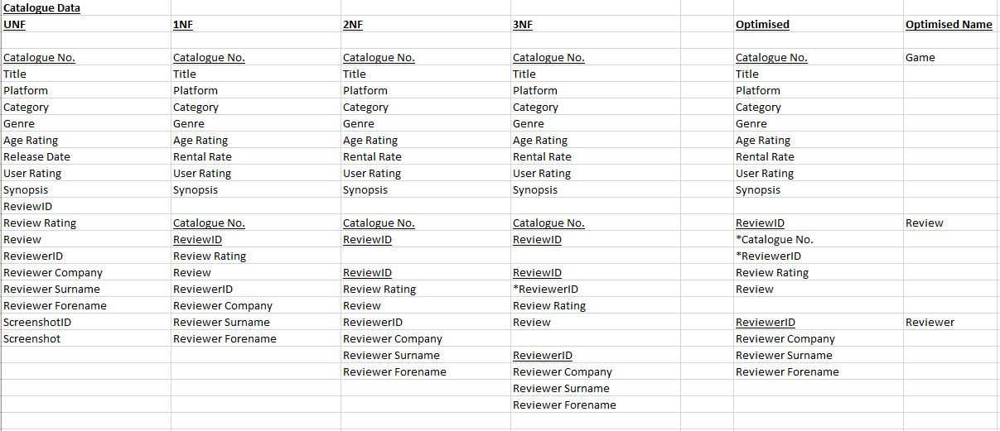 Catalogue Data
UNF 1NF 2NF 3NF Optimised Optimised Name
Catalogue No. Catalogue No. Catalogue No. Catalogue No. Catalogue No. Game
Title Title Title Title Title
Platform Platform Platform Platform Platform
Category Category Category Category Category
Genre Genre Genre Genre Genre
Age Rating Age Rating Age Rating Age Rating Age Rating
Release Date Rental Rate Rental Rate Rental Rate Rental Rate
User Rating User Rating User Rating User Rating User Rating
Synopsis Synopsis Synopsis Synopsis Synopsis
ReviewID
Review Rating Catalogue No. Catalogue No. Catalogue No. ReviewID Review
Review ReviewID ReviewID ReviewID *Catalogue No.
ReviewerID Review Rating *ReviewerID
Reviewer Company Review ReviewID ReviewID Review Rating
Reviewer Surname ReviewerID Review Rating *ReviewerID Review
Reviewer Forename Reviewer Company Review Review Rating
ScreenshotID Reviewer Surname ReviewerID Review ReviewerID Reviewer
Screenshot Reviewer Forename Reviewer Company Reviewer Company
Reviewer Surname ReviewerID Reviewer Surname
Reviewer Forename Reviewer Company Reviewer Forename
Reviewer Surname
Reviewer Forename